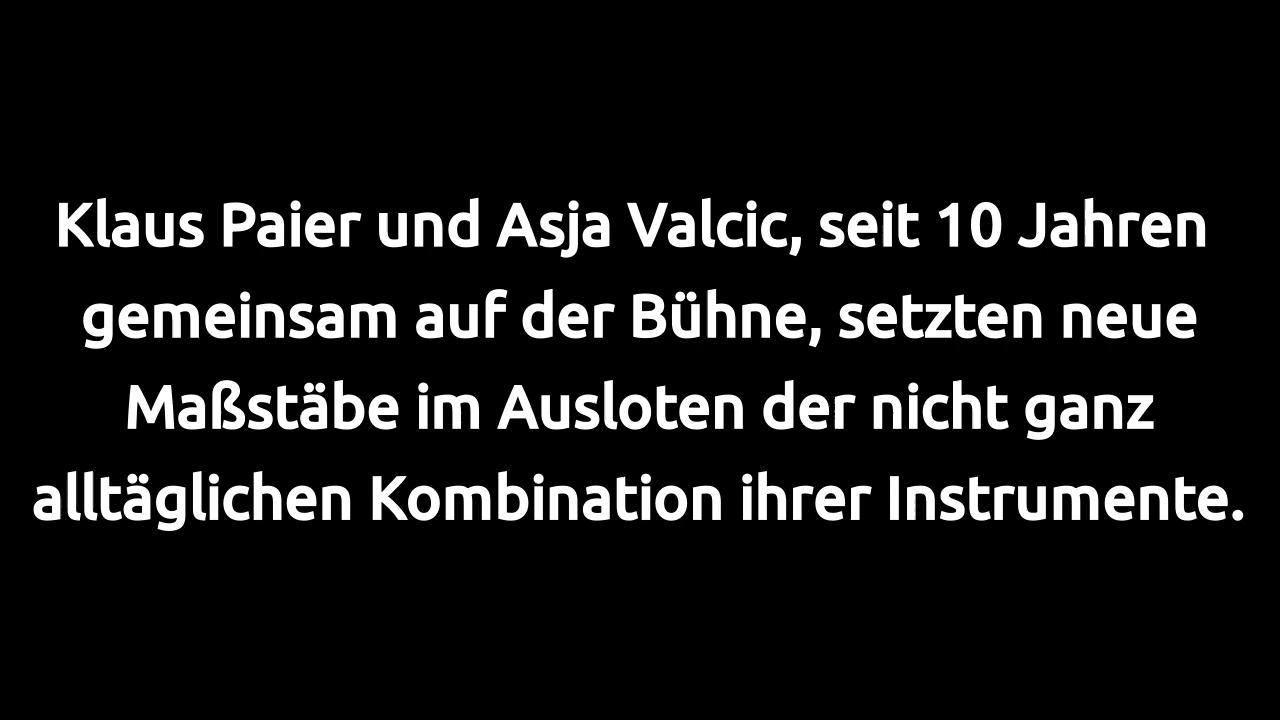 Klaus Paier und Asja Valcic, seit 10 Jahren
gemeinsam auf der Bühne, setzten neue
Maßstäbe im Ausloten der nicht ganz
alltäglichen Kombination ihrer Instrumente.